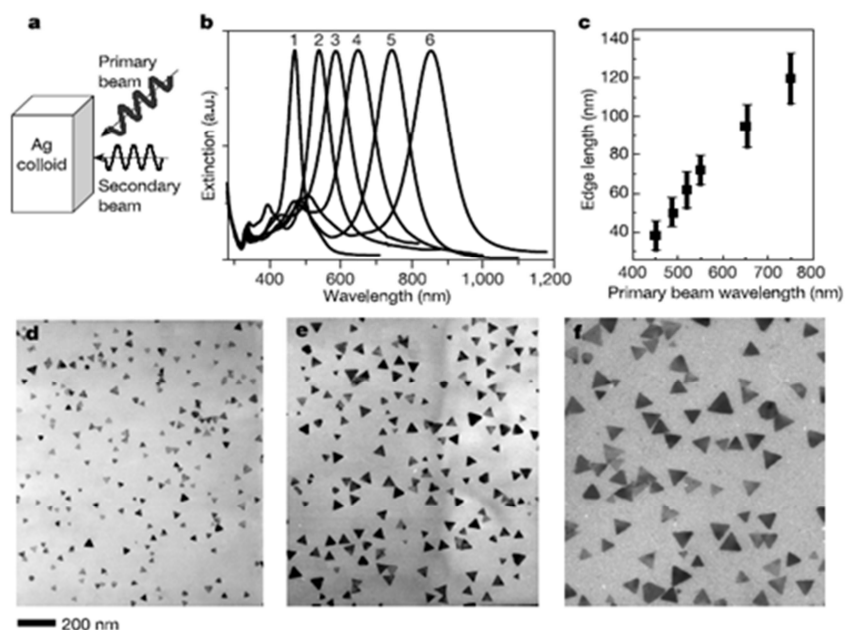 a
Primary
beam
Ag
colloid
Secondary
beam
b
1 2 3 4 5 6
Extinction (a.u.)
400 600 800 1,000 1,200
Wavelength (nm)
c
140
120
100
80
60
40
Edge length (nm)
400 500 600 700 800
Primary beam wavelength (nm)
d
e
f
200 nm